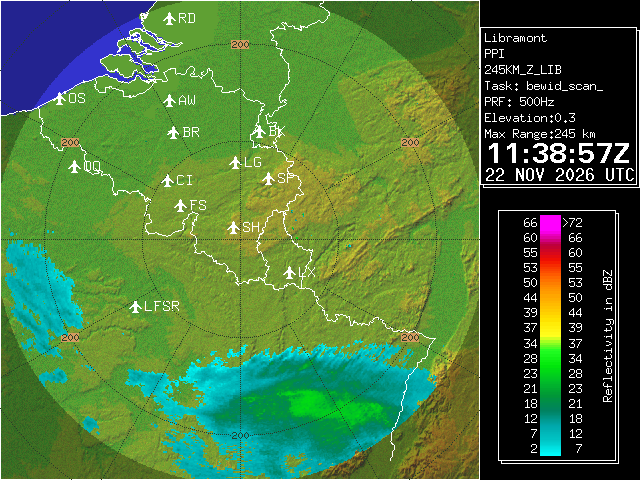 RD
200
OS
AW
BR
BK
200
200
QQ
LG
CI
SP
FS
SH
LX
LFSR
200
200
200
Libramont
PPI
245KM_Z_LIB
Task: bewid_scan_
PRF: 500Hz
Elevation:0.3
Max Range:245 km
11:38:57Z
22 NOV 2026 UTC
66 >72
60 66
55 60
53 55
50 53
44 50
39 44
37 39
34 37
28 34
23 28
21 23
18 21
12 18
7 12
2 7
Reflectivity in dBZ